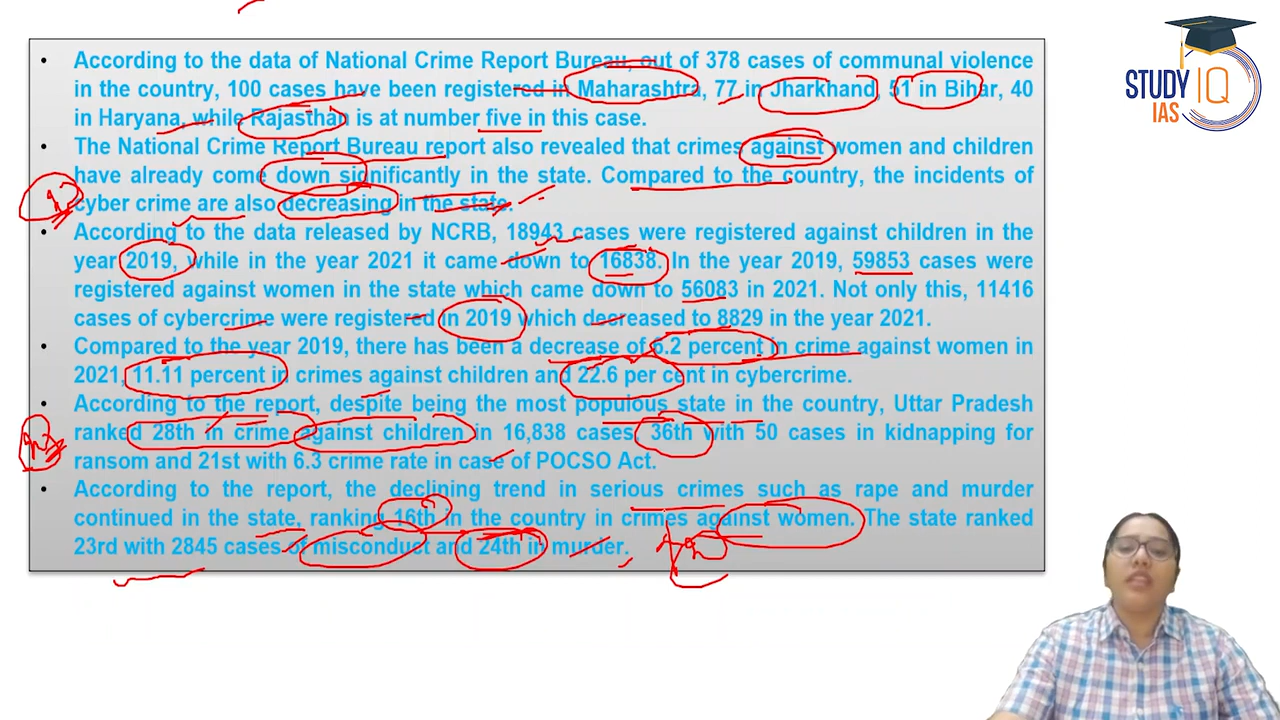 • According to the data of National Crime Report Bureau, out of 378 cases of communal violence
in the country, 100 cases have been registered in Maharashtra, 77 in Jharkhand, 51 in Bihar, 40
in Haryana, while Rajasthan is at number five in this case.
• The National Crime Report Bureau report also revealed that crimes against women and children
have already come down significantly in the state. Compared to the country, the incidents of
cyber crime are also decreasing in the state.
• According to the data released by NCRB, 18943 cases were registered against children in the
year 2019, while in the year 2021 it came down to 16838. In the year 2019, 59853 cases were
registered against women in the state which came down to 56083 in 2021. Not only this, 11416
cases of cybercrime were registered in 2019 which decreased to 8829 in the year 2021.
• Compared to the year 2019, there has been a decrease of 6.2 percent in crime against women in
2021, 11.11 percent in crimes against children and 22.6 per cent in cybercrime.
• According to the report, despite being the most populous state in the country, Uttar Pradesh
ranked 28th in crime against children in 16,838 cases, 36th with 50 cases in kidnapping for
ransom and 21st with 6.3 crime rate in case of POCSO Act.
• According to the report, the declining trend in serious crimes such as rape and murder
continued in the state, ranking 16th in the country in crimes against women. The state ranked
23rd with 2845 cases of misconduct and 24th in murder.
STUDY IQ
IAS